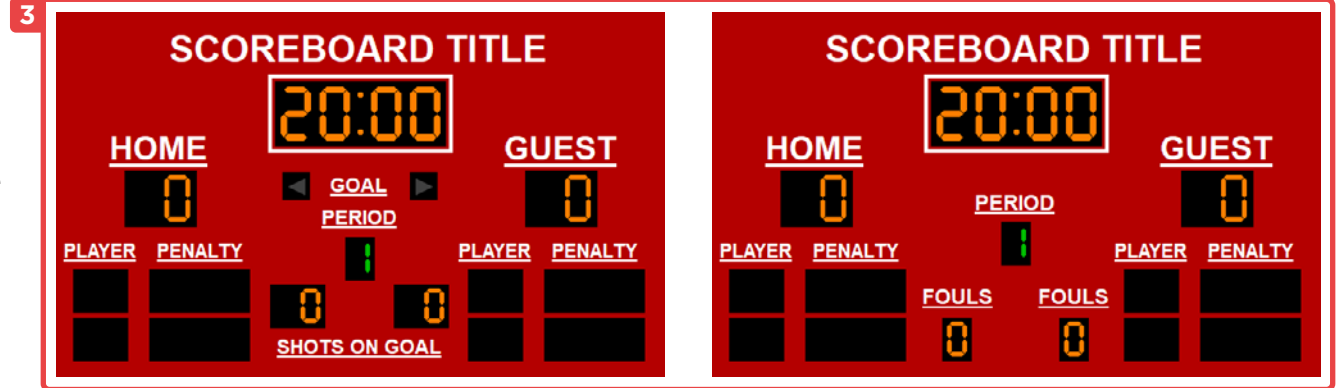 3
SCOREBOARD TITLE
20:00
HOME
GUEST
0
0
GOAL
PERIOD
1
PLAYER PENALTY
PLAYER PENALTY
0
0
SHOTS ON GOAL
SCOREBOARD TITLE
20:00
HOME
GUEST
0
0
PERIOD
1
PLAYER PENALTY
PLAYER PENALTY
FOULS
FOULS
0
0